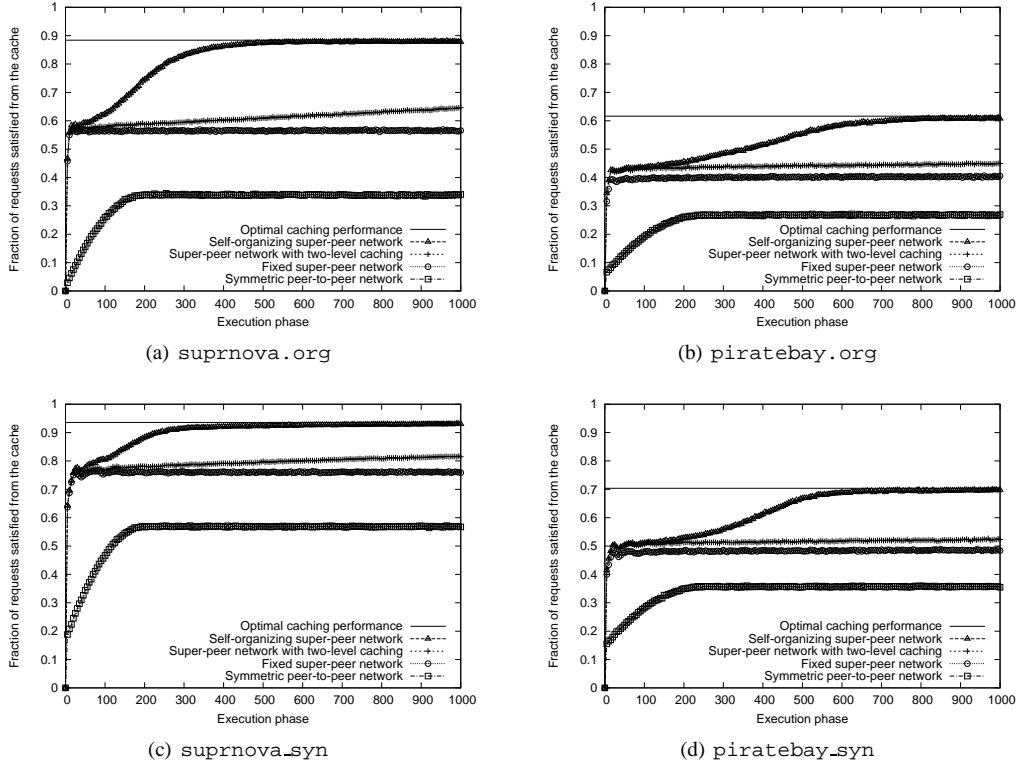 Fraction of requests satisfied from the cache
1
0.9
0.8
0.7
0.6
0.5
0.4
0.3
0.2
0.1
0
Optimal caching performance
Self-organizing super-peer network
Super-peer network with two-level caching
Fixed super-peer network
Symmetric peer-to-peer network
0 100 200 300 400 500 600 700 800 900 1000
Execution phase
(a) suprnova.org
Fraction of requests satisfied from the cache
1
0.9
0.8
0.7
0.6
0.5
0.4
0.3
0.2
0.1
0
Optimal caching performance
Self-organizing super-peer network
Super-peer network with two-level caching
Fixed super-peer network
Symmetric peer-to-peer network
0 100 200 300 400 500 600 700 800 900 1000
Execution phase
(b) piratebay.org
Fraction of requests satisfied from the cache
1
0.9
0.8
0.7
0.6
0.5
0.4
0.3
0.2
0.1
0
Optimal caching performance
Self-organizing super-peer network
Super-peer network with two-level caching
Fixed super-peer network
Symmetric peer-to-peer network
0 100 200 300 400 500 600 700 800 900 1000
Execution phase
(c) suprnova_syn
Fraction of requests satisfied from the cache
1
0.9
0.8
0.7
0.6
0.5
0.4
0.3
0.2
0.1
0
Optimal caching performance
Self-organizing super-peer network
Super-peer network with two-level caching
Fixed super-peer network
Symmetric peer-to-peer network
0 100 200 300 400 500 600 700 800 900 1000
Execution phase
(d) piratebay_syn